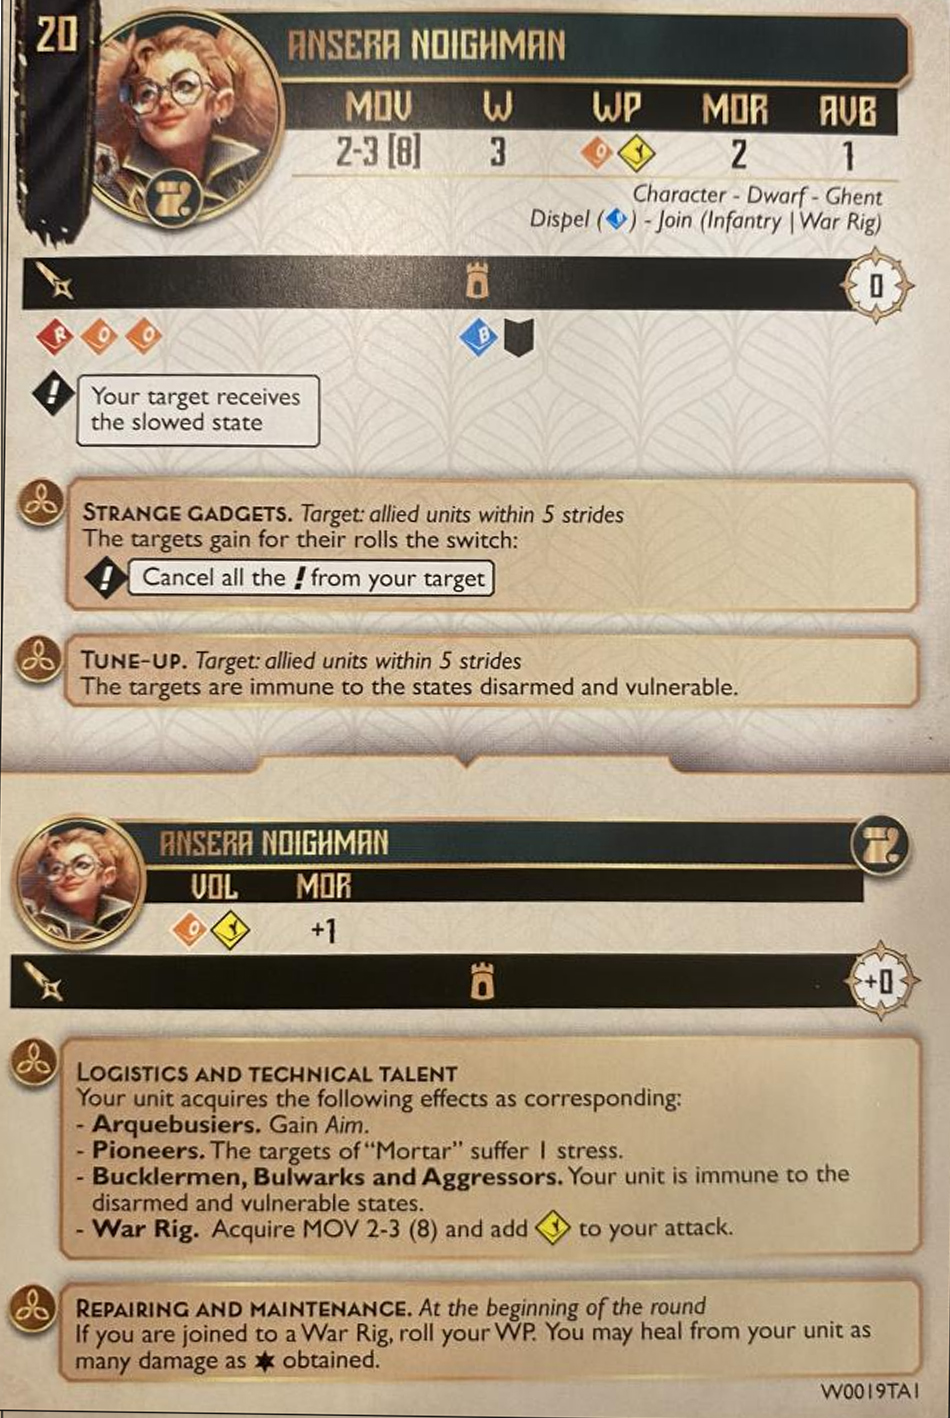 20
ANSERA NOIGHMAN
MOV W WP MOR AVB
2-3 [8] 3 O Y 2 1
Character - Dwarf - Ghent
Dispel (B) - Join (Infantry | War Rig)
0
R O O B
! Your target receives
the slowed state
STRANGE GADGETS. Target: allied units within 5 strides
The targets gain for their rolls the switch:
! Cancel all the ! from your target
TUNE-UP. Target: allied units within 5 strides
The targets are immune to the states disarmed and vulnerable.
ANSERA NOIGHMAN
VOL MOR
O Y +1
+0
LOGISTICS AND TECHNICAL TALENT
Your unit acquires the following effects as corresponding:
- Arquebusiers. Gain Aim.
- Pioneers. The targets of "Mortar" suffer 1 stress.
- Bucklermen, Bulwarks and Aggressors. Your unit is immune to the
disarmed and vulnerable states.
- War Rig. Acquire MOV 2-3 (8) and add Y to your attack.
REPAIRING AND MAINTENANCE. At the beginning of the round
If you are joined to a War Rig, roll your WP. You may heal from your unit as
many damage as obtained.
W0019TA1